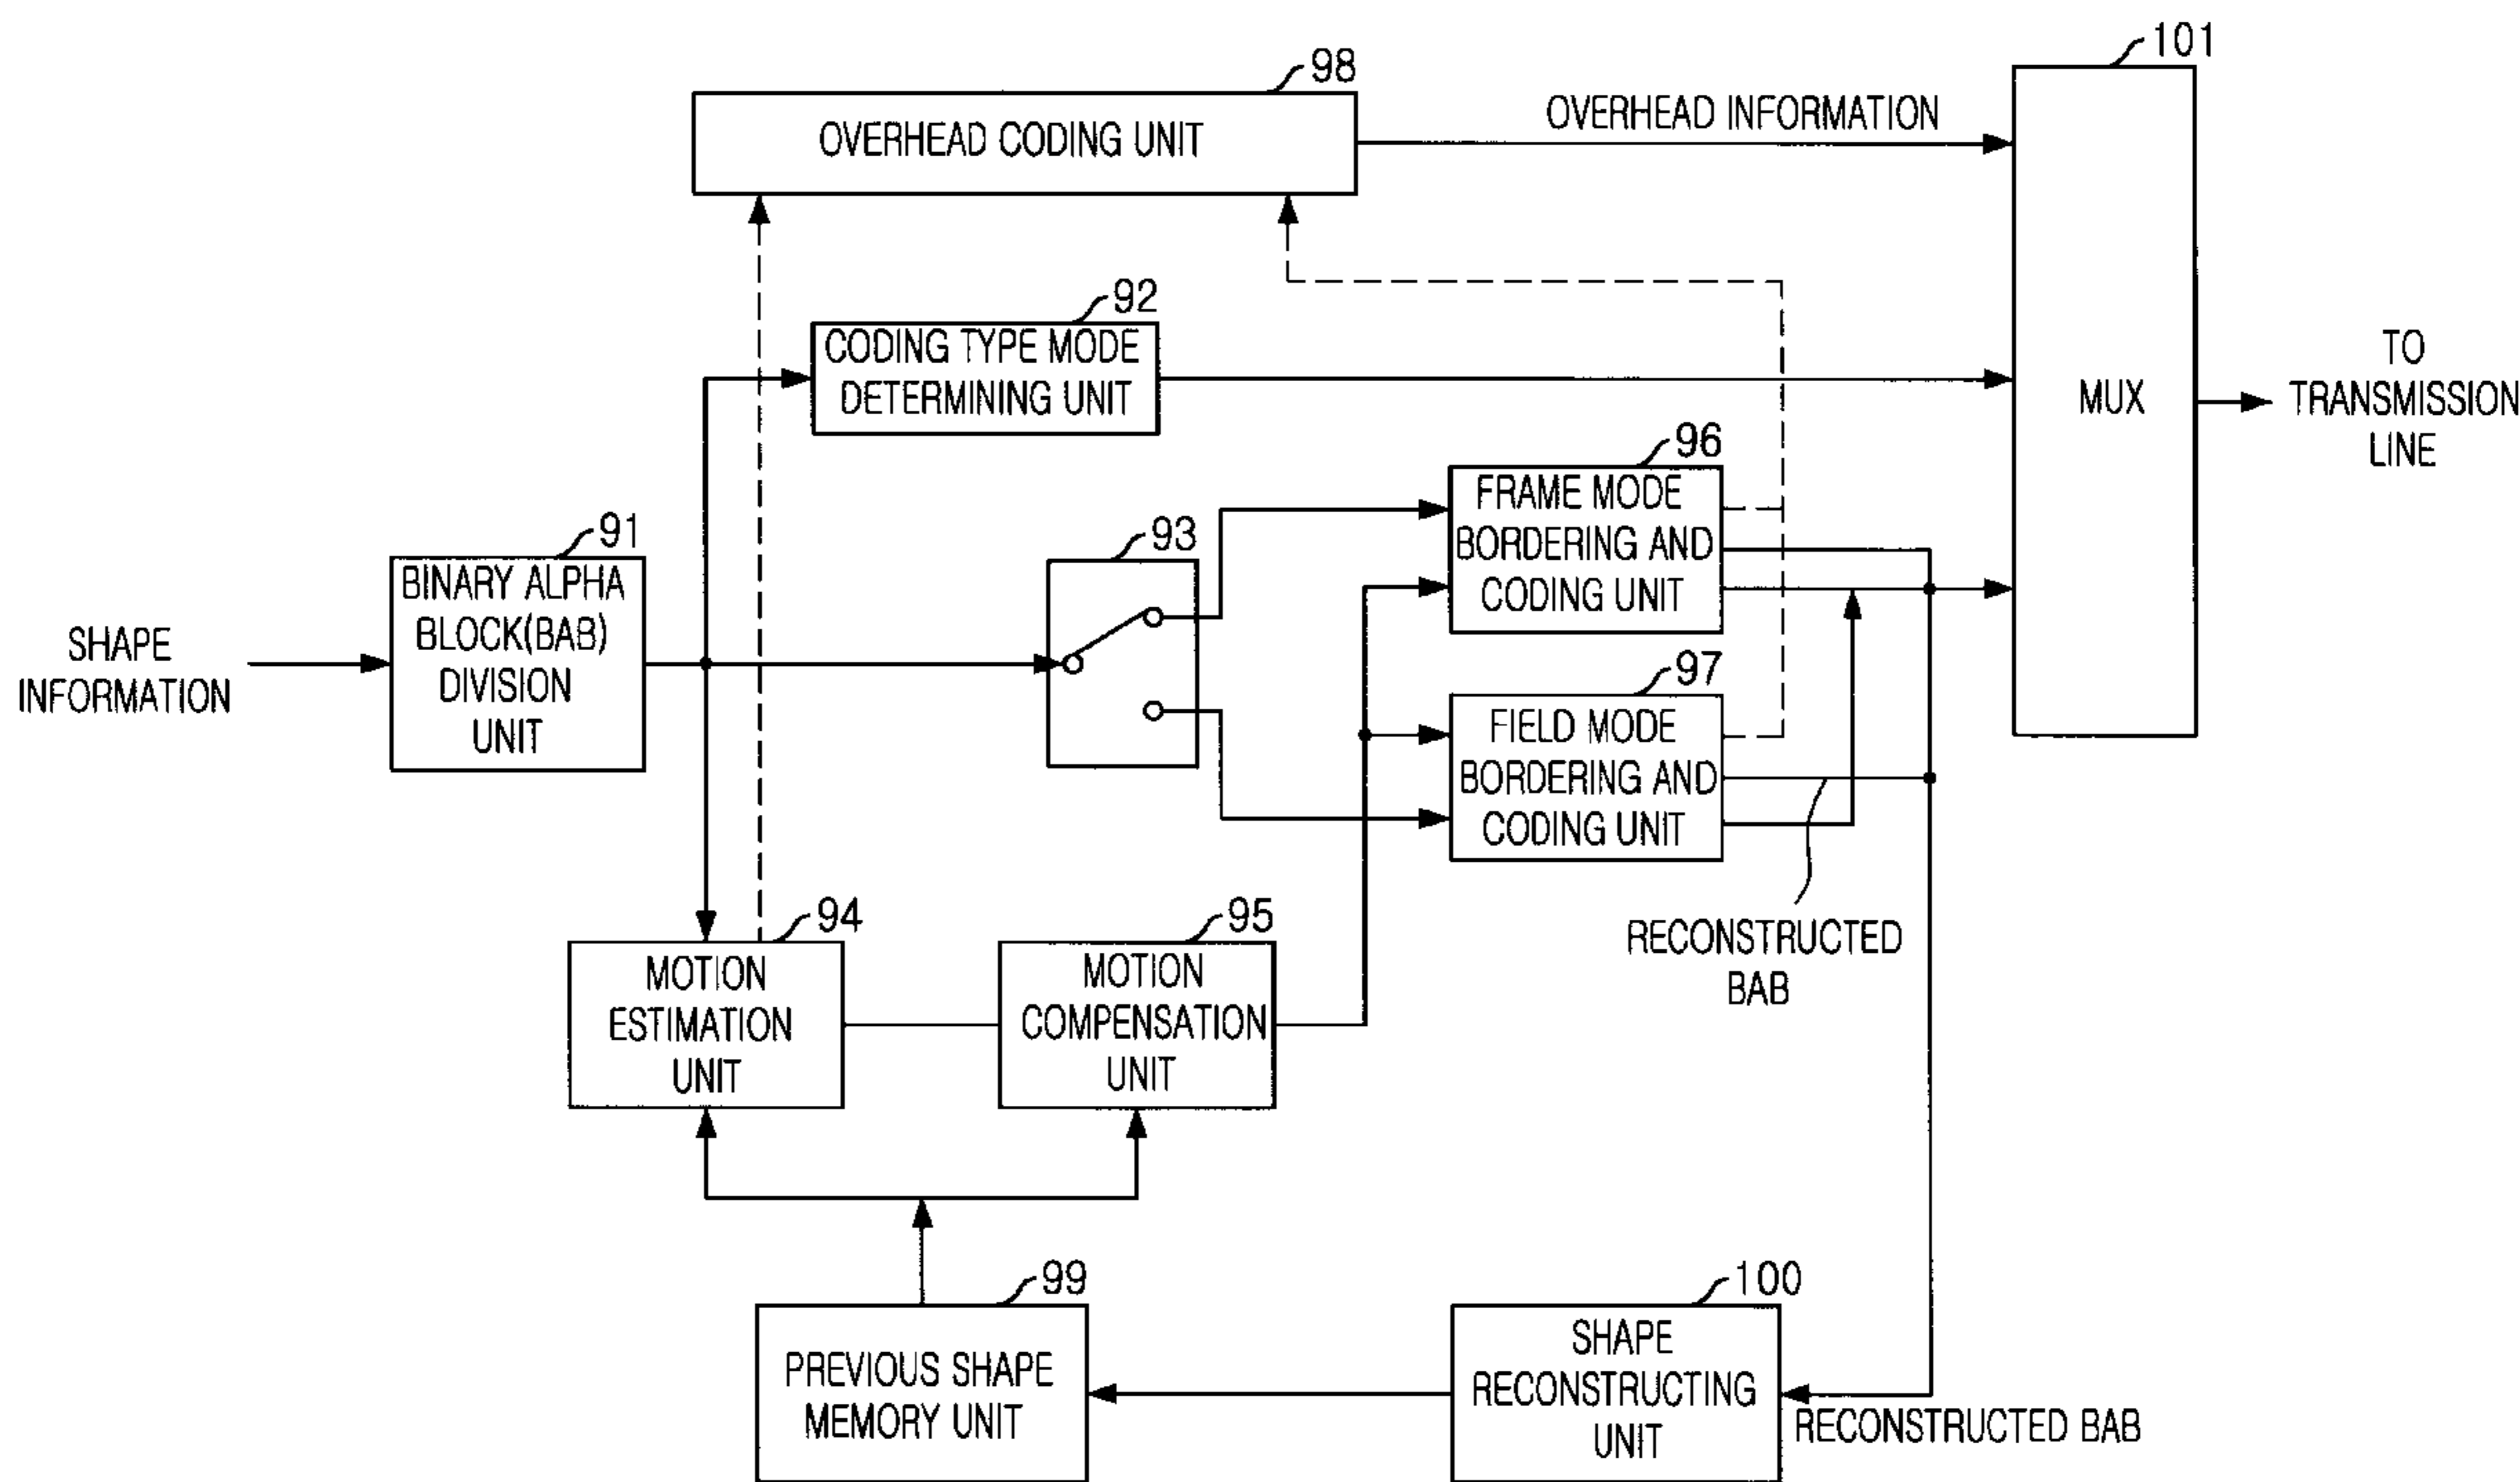 101
98
OVERHEAD CODING UNIT
OVERHEAD INFORMATION
92
CODING TYPE MODE
DETERMINING UNIT
MUX
TO
TRANSMISSION
LINE
96
FRAME MODE
BORDERING AND
CODING UNIT
91
BINARY ALPHA
BLOCK(BAB)
DIVISION
UNIT
SHAPE
INFORMATION
93
97
FIELD MODE
BORDERING AND
CODING UNIT
RECONSTRUCTED
BAB
94
MOTION
ESTIMATION
UNIT
95
MOTION
COMPENSATION
UNIT
99
PREVIOUS SHAPE
MEMORY UNIT
100
SHAPE
RECONSTRUCTING
UNIT
RECONSTRUCTED BAB